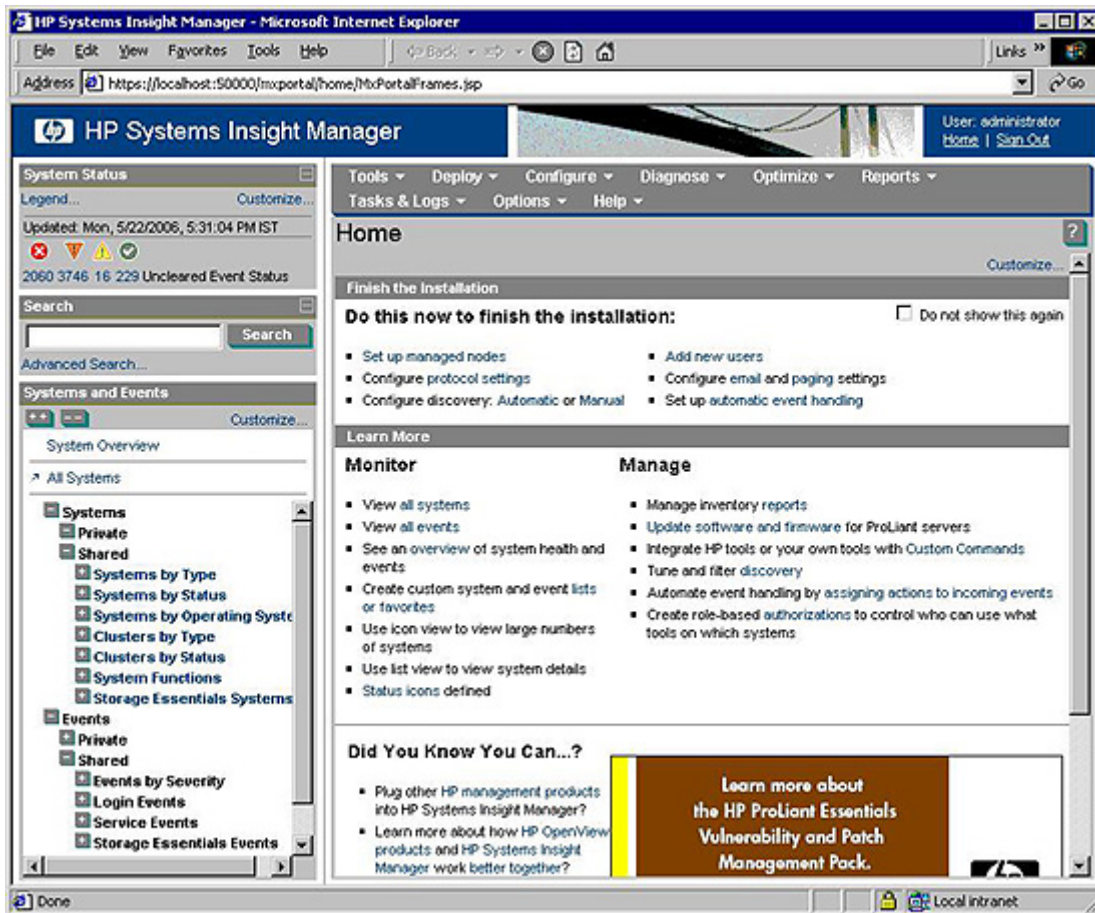 HP Systems Insight Manager - Microsoft Internet Explorer
File Edit View Favorites Tools Help
Back
Links »
Address https://localhost:50000/mxportal/home/MxPortalFrames.jsp
Go
HP Systems Insight Manager
User: administrator
Home | Sign Out
System Status
Legend... Customize...
Updated: Mon, 5/22/2006, 5:31:04 PM IST
2060 3746 16 229 Uncleared Event Status
Search
Search
Advanced Search...
Systems and Events
Customize...
System Overview
All Systems
Systems
Private
Shared
Systems by Type
Systems by Status
Systems by Operating Syste
Clusters by Type
Clusters by Status
System Functions
Storage Essentials Systems
Events
Private
Shared
Events by Severity
Login Events
Service Events
Storage Essentials Events
Tools Deploy Configure Diagnose Optimize Reports
Tasks & Logs Options Help
Home
?
Customize...
Finish the Installation
Do this now to finish the installation:
Do not show this again
Set up managed nodes
Configure protocol settings
Configure discovery: Automatic or Manual
Add new users
Configure email and paging settings
Set up automatic event handling
Learn More
Monitor
View all systems
View all events
See an overview of system health and
events
Create custom system and event lists
or favorites
Use icon view to view large numbers
of systems
Use list view to view system details
Status icons defined
Manage
Manage inventory reports
Update software and firmware for ProLiant servers
Integrate HP tools or your own tools with Custom Commands
Tune and filter discovery
Automate event handling by assigning actions to incoming events
Create role-based authorizations to control who can use what
tools on which systems
Did You Know You Can...?
Plug other HP management products
into HP Systems Insight Manager?
Learn more about how HP OpenView
products and HP Systems Insight
Manager work better together?
Learn more about
the HP ProLiant Essentials
Vulnerability and Patch
Management Pack.
Done
Local intranet